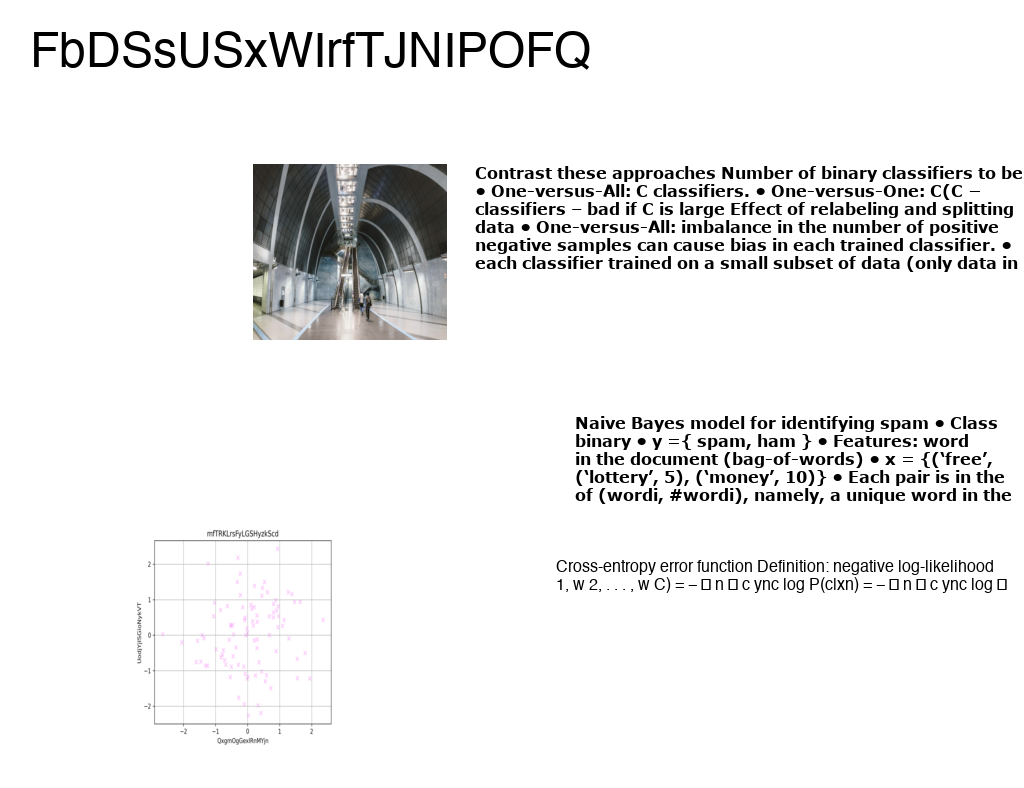 FbDSsUSxWIrfTJNIPOFQ
Contrast these approaches Number of binary classifiers to be
• One-versus-All: C classifiers. • One-versus-One: C(C −
classifiers − bad if C is large Effect of relabeling and splitting
data • One-versus-All: imbalance in the number of positive
negative samples can cause bias in each trained classifier. •
each classifier trained on a small subset of data (only data in
Naive Bayes model for identifying spam • Class
binary • y ={ spam, ham } • Features: word
in the document (bag-of-words) • x = {(‘free’,
(‘lottery’, 5), (‘money’, 10)} • Each pair is in the
of (wordi, #wordi), namely, a unique word in the
Cross-entropy error function Definition: negative log-likelihood
1, w 2, . . . , w C) = – □ n □ c ync log P(c|xn) = – □ n □ c ync log □
mfTRKLrsFyLGSHyzkScd
2
1
0
−1
−2
−2 −1 0 1 2
QxgmOgGexIRnMYjn